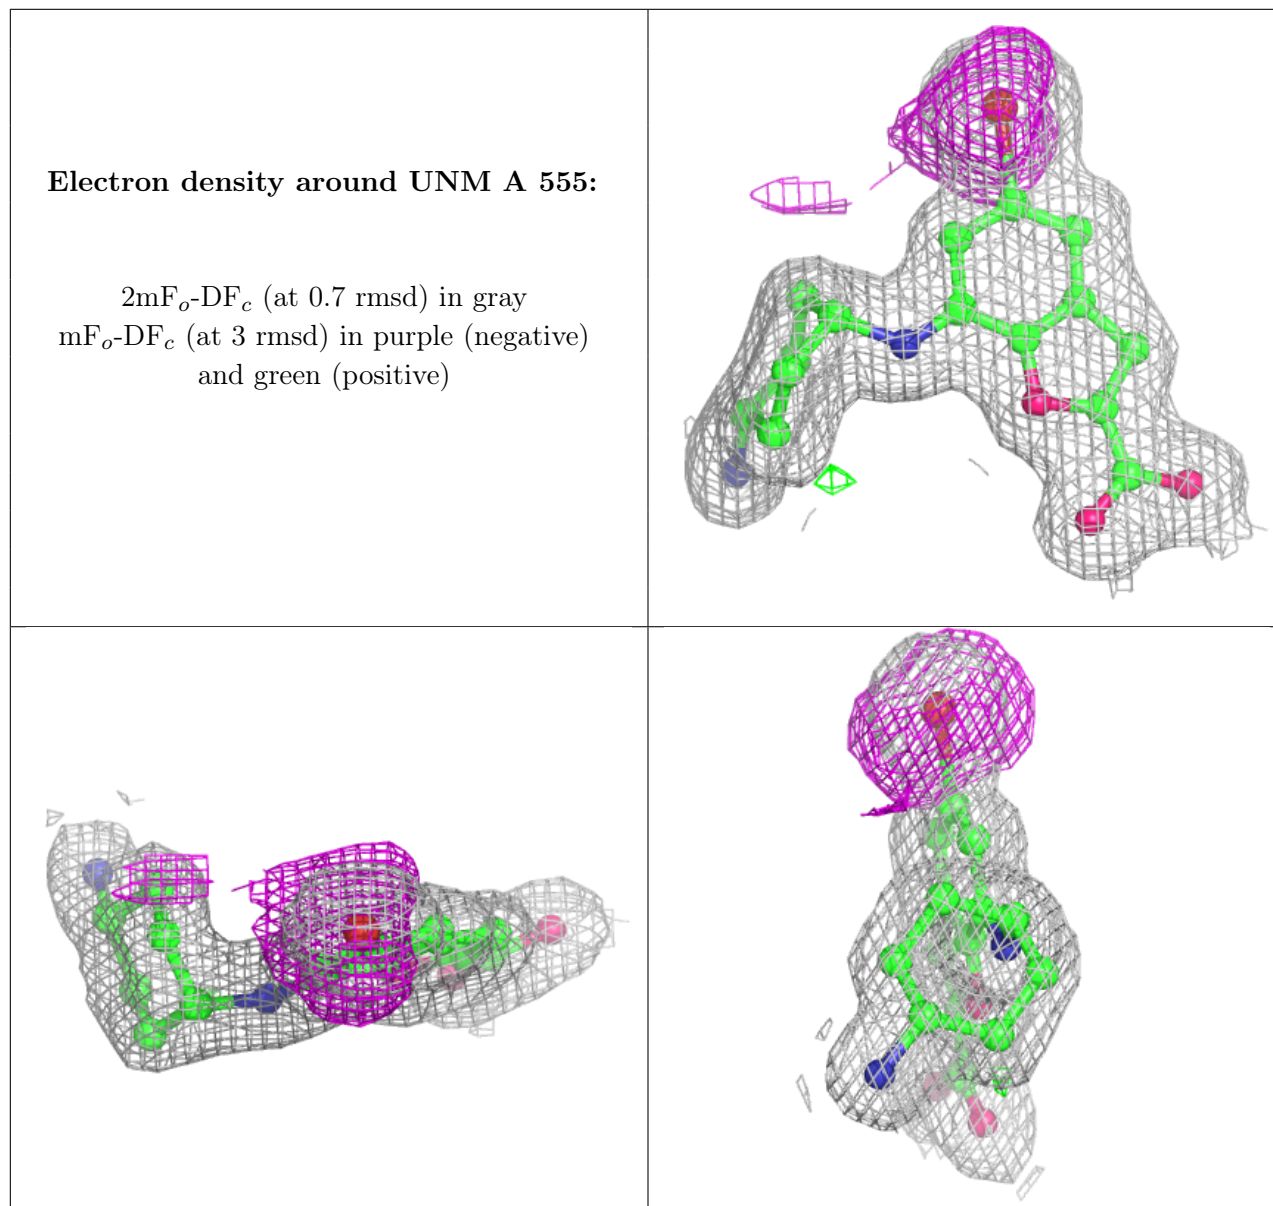 Electron density around UNM A 555:
2mFo-DFc (at 0.7 rmsd) in gray
mFo-DFc (at 3 rmsd) in purple (negative)
and green (positive)